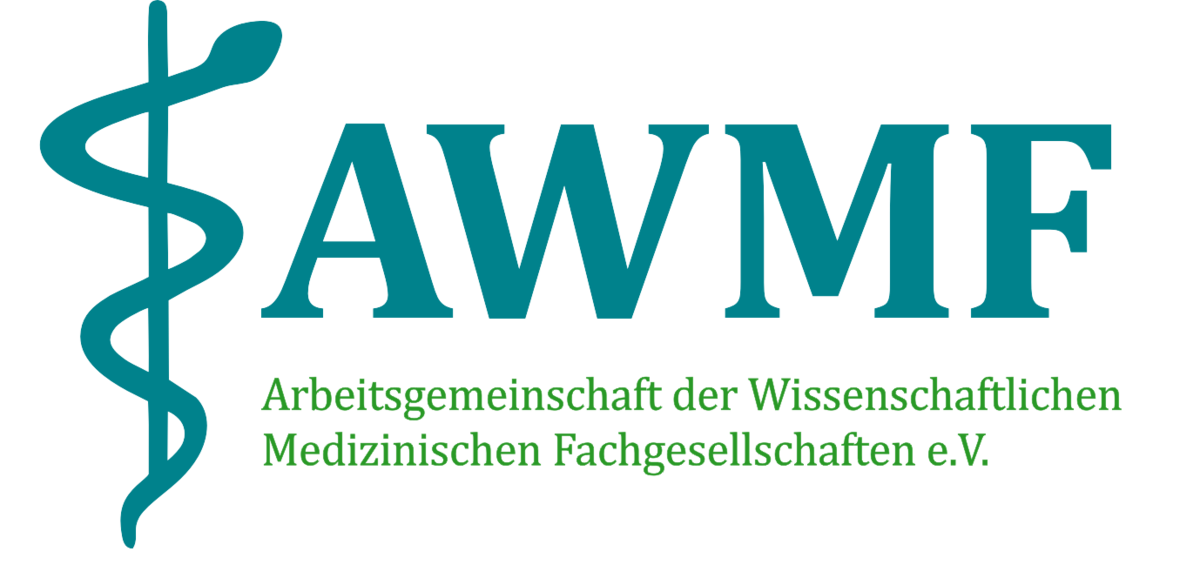 AWMF
Arbeitsgemeinschaft der Wissenschaftlichen
Medizinischen Fachgesellschaften e.V.